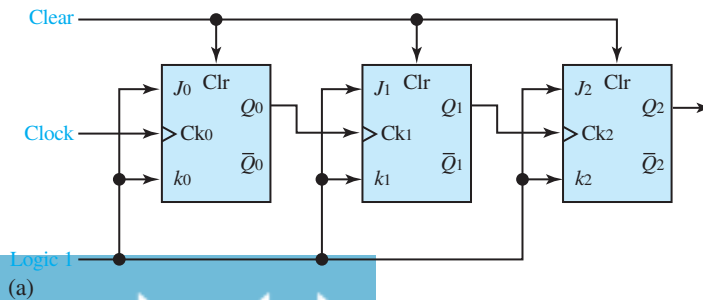 Clear
J0 Clr
Q0
Clock
Ck0
Q̅0
k0
J1 Clr
Q1
Ck1
Q̅1
k1
J2 Clr
Q2
Ck2
Q̅2
k2
Logic 1
(a)